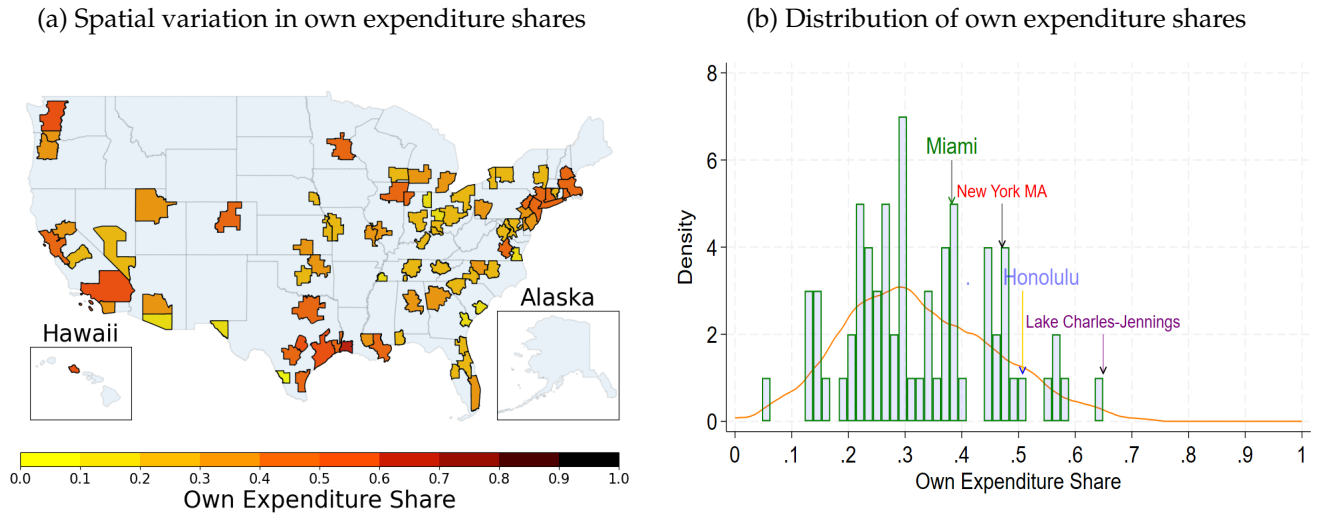 (a) Spatial variation in own expenditure shares
Hawaii
Alaska
0.0 0.1 0.2 0.3 0.4 0.5 0.6 0.7 0.8 0.9 1.0
Own Expenditure Share
(b) Distribution of own expenditure shares
Density
8
6
4
2
0
Miami
New York MA
Honolulu
Lake Charles-Jennings
0 .1 .2 .3 .4 .5 .6 .7 .8 .9 1
Own Expenditure Share